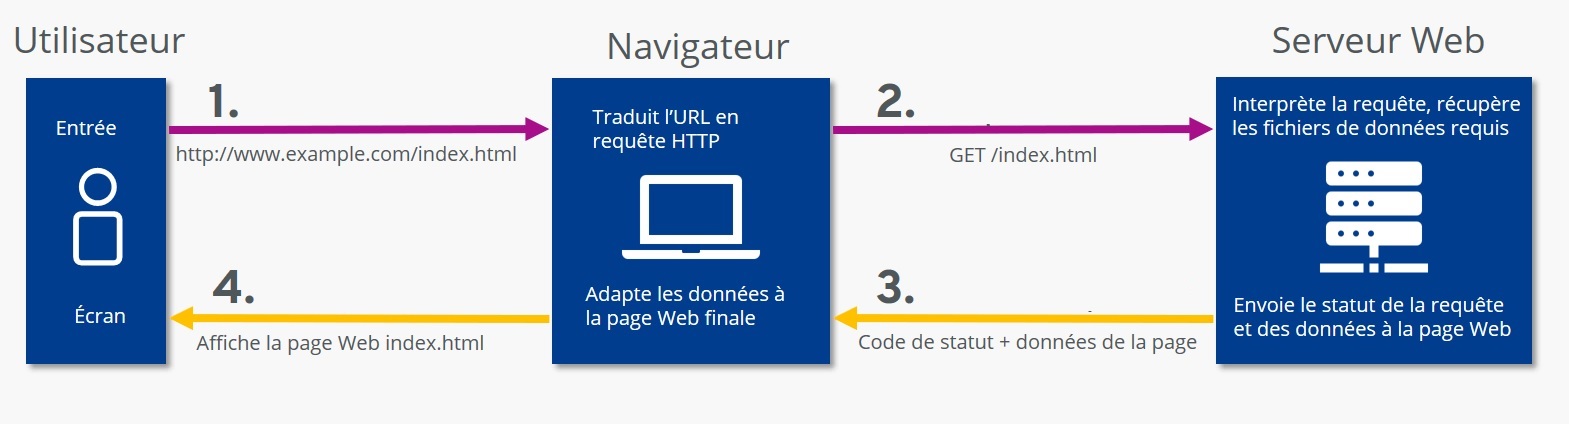 Utilisateur
Navigateur
Serveur Web
Entrée
1.
http://www.example.com/index.html
Traduit l’URL en
requête HTTP
2.
GET /index.html
Interprète la requête, récupère
les fichiers de données requis
Écran
4.
Affiche la page Web index.html
Adapte les données à
la page Web finale
3.
Code de statut + données de la page
Envoie le statut de la requête
et des données à la page Web